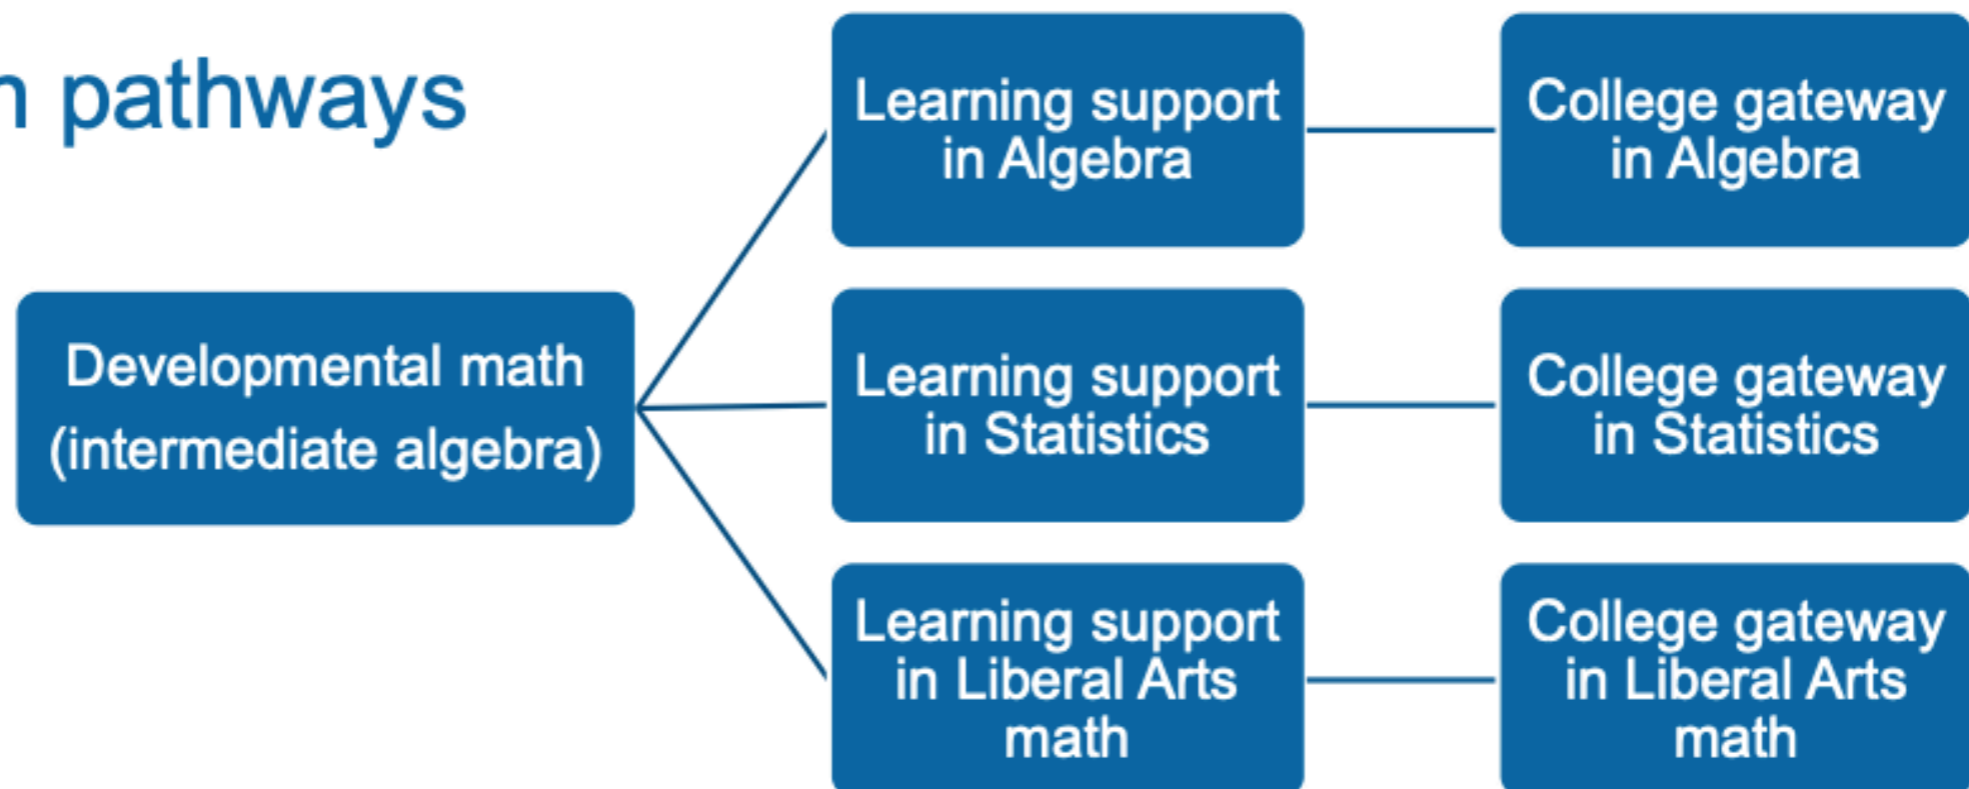 pathways
Learning support
in Algebra
College gateway
in Algebra
Developmental math
(intermediate algebra)
Learning support
in Statistics
College gateway
in Statistics
Learning support
in Liberal Arts
math
College gateway
in Liberal Arts
math